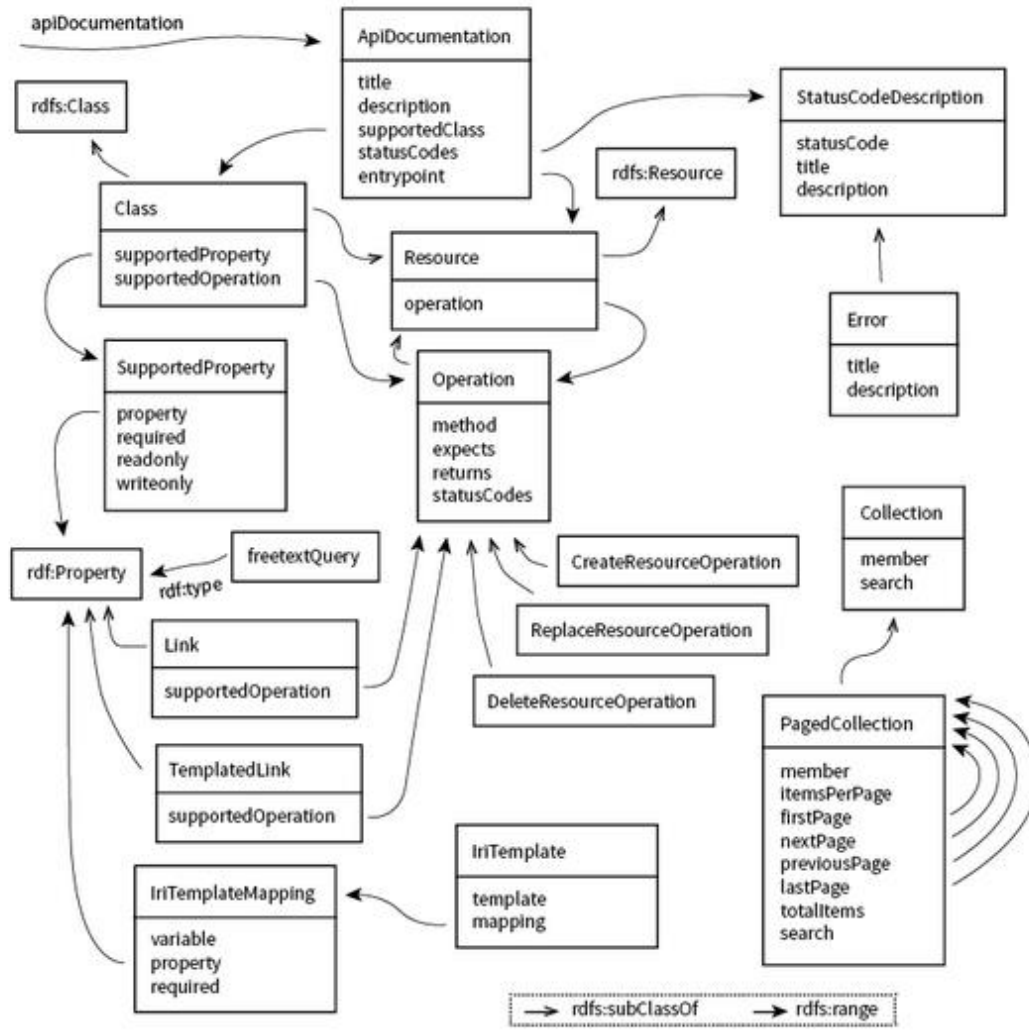 apiDocumentation
ApiDocumentation
title
description
supportedClass
statusCodes
entrypoint
rdfs:Class
StatusCodeDescription
statusCode
title
description
rdfs:Resource
Class
supportedProperty
supportedOperation
Resource
operation
Error
title
description
SupportedProperty
property
required
readonly
writeonly
Operation
method
expects
returns
statusCodes
Collection
member
search
rdf:Property
rdf:type
freetextQuery
CreateResourceOperation
ReplaceResourceOperation
DeleteResourceOperation
Link
supportedOperation
TemplatedLink
supportedOperation
PagedCollection
member
itemsPerPage
firstPage
nextPage
previousPage
lastPage
totalItems
search
IriTemplate
template
mapping
IriTemplateMapping
variable
property
required
rdfs:subClassOf
rdfs:range